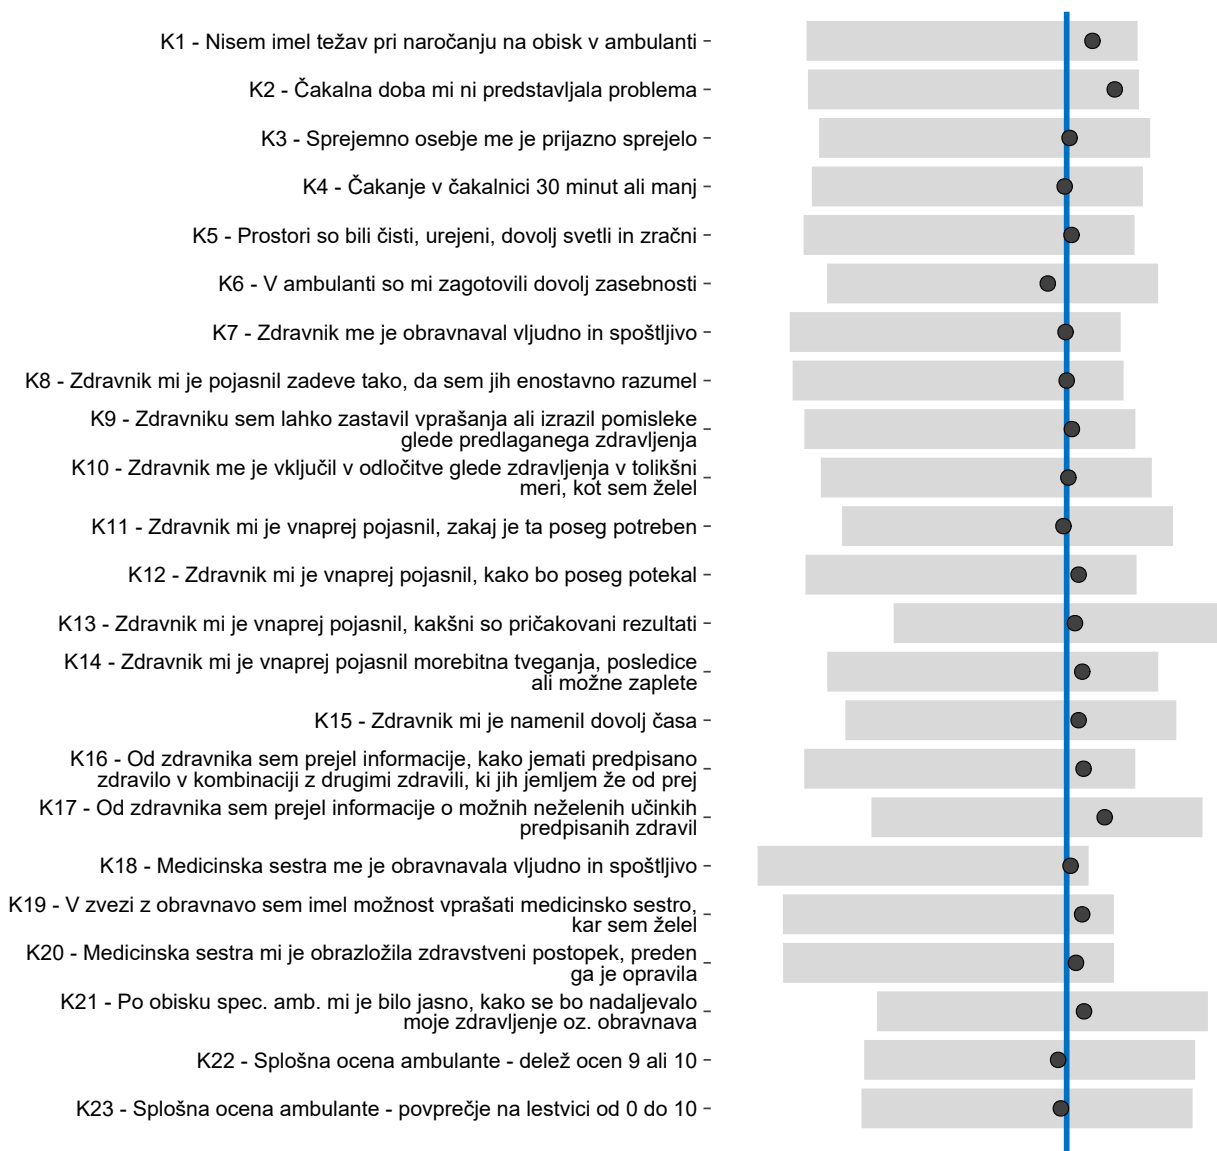 K1 - Nisem imel težav pri naročanju na obisk v ambulanti
K2 - Čakalna doba mi ni predstavljala problema
K3 - Sprejemno osebje me je prijazno sprejelo
K4 - Čakanje v čakalnici 30 minut ali manj
K5 - Prostori so bili čisti, urejeni, dovolj svetli in zračni
K6 - V ambulanti so mi zagotovili dovolj zasebnosti
K7 - Zdravnik me je obravnaval vljudno in spoštljivo
K8 - Zdravnik mi je pojasnil zadeve tako, da sem jih enostavno razumel
K9 - Zdravniku sem lahko zastavil vprašanja ali izrazil pomisleke
glede predlaganega zdravljenja
K10 - Zdravnik me je vključil v odločitve glede zdravljenja v tolikšni
meri, kot sem želel
K11 - Zdravnik mi je vnaprej pojasnil, zakaj je ta poseg potreben
K12 - Zdravnik mi je vnaprej pojasnil, kako bo poseg potekal
K13 - Zdravnik mi je vnaprej pojasnil, kakšni so pričakovani rezultati
K14 - Zdravnik mi je vnaprej pojasnil morebitna tveganja, posledice
ali možne zaplete
K15 - Zdravnik mi je namenil dovolj časa
K16 - Od zdravnika sem prejel informacije, kako jemati predpisano
zdravilo v kombinaciji z drugimi zdravili, ki jih jemljem že od prej
K17 - Od zdravnika sem prejel informacije o možnih neželenih učinkih
predpisanih zdravil
K18 - Medicinska sestra me je obravnavala vljudno in spoštljivo
K19 - V zvezi z obravnavo sem imel možnost vprašati medicinsko sestro,
kar sem želel
K20 - Medicinska sestra mi je obrazložila zdravstveni postopek, preden
ga je opravila
K21 - Po obisku spec. amb. mi je bilo jasno, kako se bo nadaljevalo
moje zdravljenje oz. obravnava
K22 - Splošna ocena ambulante - delež ocen 9 ali 10
K23 - Splošna ocena ambulante - povprečje na lestvici od 0 do 10